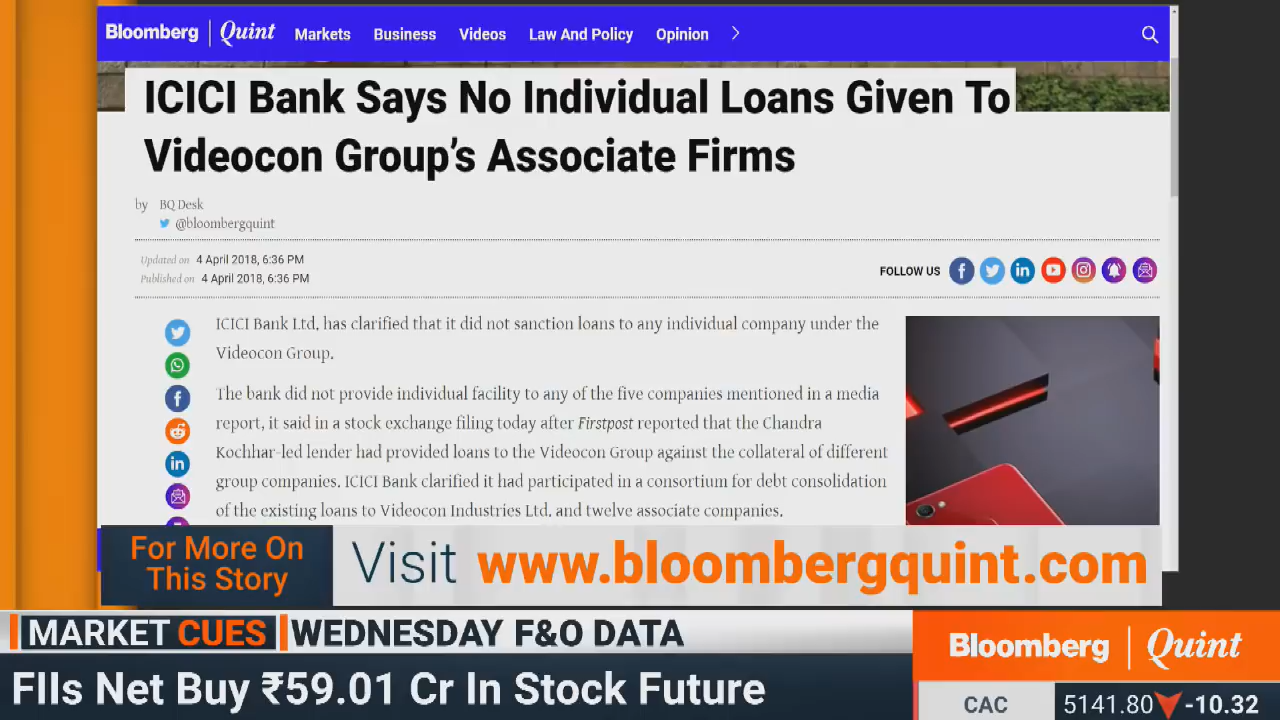 Bloomberg | Quint Markets Business Videos Law And Policy Opinion
ICICI Bank Says No Individual Loans Given To
Videocon Group's Associate Firms
by BQ Desk
@bloombergquint
Updated on 4 April 2018, 6:36 PM
Published on 4 April 2018, 6:36 PM
FOLLOW US
ICICI Bank Ltd. has clarified that it did not sanction loans to any individual company under the
Videocon Group.
The bank did not provide individual facility to any of the five companies mentioned in a media
report, it said in a stock exchange filing today after Firstpost reported that the Chandra
Kochhar-led lender had provided loans to the Videocon Group against the collateral of different
group companies. ICICI Bank clarified it had participated in a consortium for debt consolidation
of the existing loans to Videocon Industries Ltd. and twelve associate companies.
For More On
This Story
Visit www.bloombergquint.com
MARKET CUES WEDNESDAY F&O DATA
FIIs Net Buy ₹59.01 Cr In Stock Future
Bloomberg | Quint
CAC 5141.80 -10.32